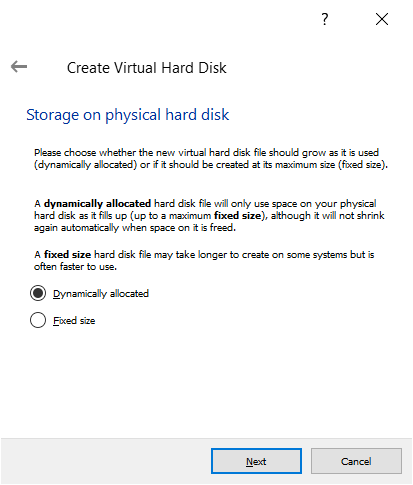 ?
Create Virtual Hard Disk
Storage on physical hard disk
Please choose whether the new virtual hard disk file should grow as it is used
(dynamically allocated) or if it should be created at its maximum size (fixed size).
A dynamically allocated hard disk file will only use space on your physical
hard disk as it fills up (up to a maximum fixed size), although it will not shrink
again automatically when space on it is freed.
A fixed size hard disk file may take longer to create on some systems but is
often faster to use.
Dynamically allocated
Fixed size
Next
Cancel